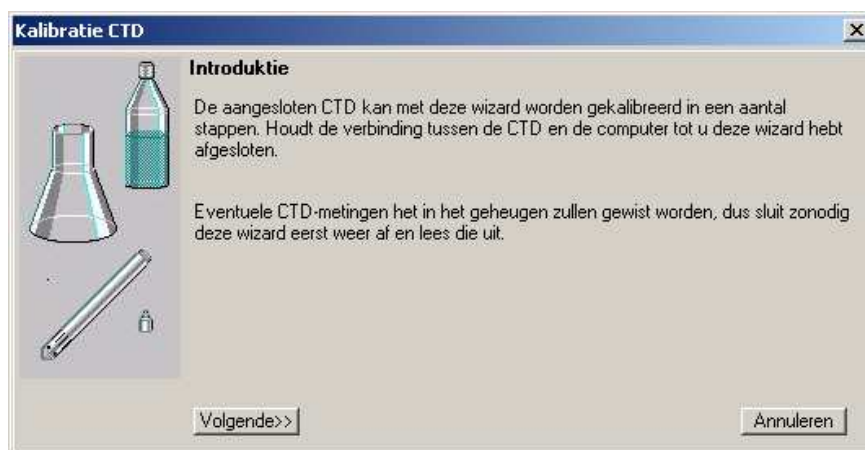 Kalibratie CTD
Introduktie
De aangesloten CTD kan met deze wizard worden gekalibreerd in een aantal
stappen. Houdt de verbinding tussen de CTD en de computer tot u deze wizard hebt
afgesloten.
Eventuele CTD-metingen het in het geheugen zullen gewist worden, dus sluit zonodig
deze wizard eerst weer af en lees die uit.
Volgende>>
Annuleren